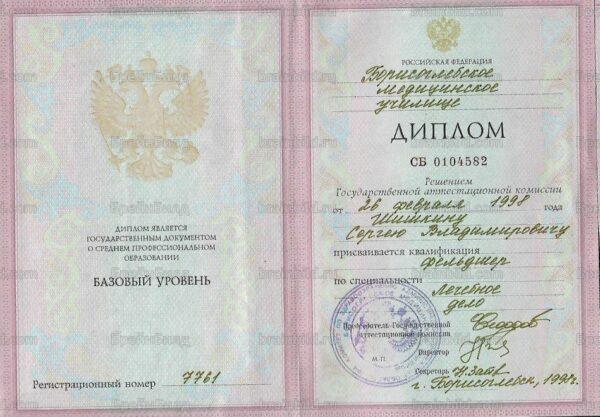 ДИПЛОМ ЯВЛЯЕТСЯ
ГОСУДАРСТВЕННЫМ ДОКУМЕНТОМ
О СРЕДНЕМ ПРОФЕССИОНАЛЬНОМ
ОБРАЗОВАНИИ
БАЗОВЫЙ УРОВЕНЬ
Регистрационный номер 7761
РОССИЙСКАЯ ФЕДЕРАЦИЯ
Борисоглебское
медицинское
училище
ДИПЛОМ
СБ 0104582
Решением
Государственной аттестационной комиссии
от 26 февраля 1998 года
Шишкину
Сергею Владимировичу
присваивается квалификация
фельдшер
по специальности
Лечебное
дело
Председатель Государственной
аттестационной комиссии
М.П.
Директор
Секретарь
г. Борисоглебск, 1998г.